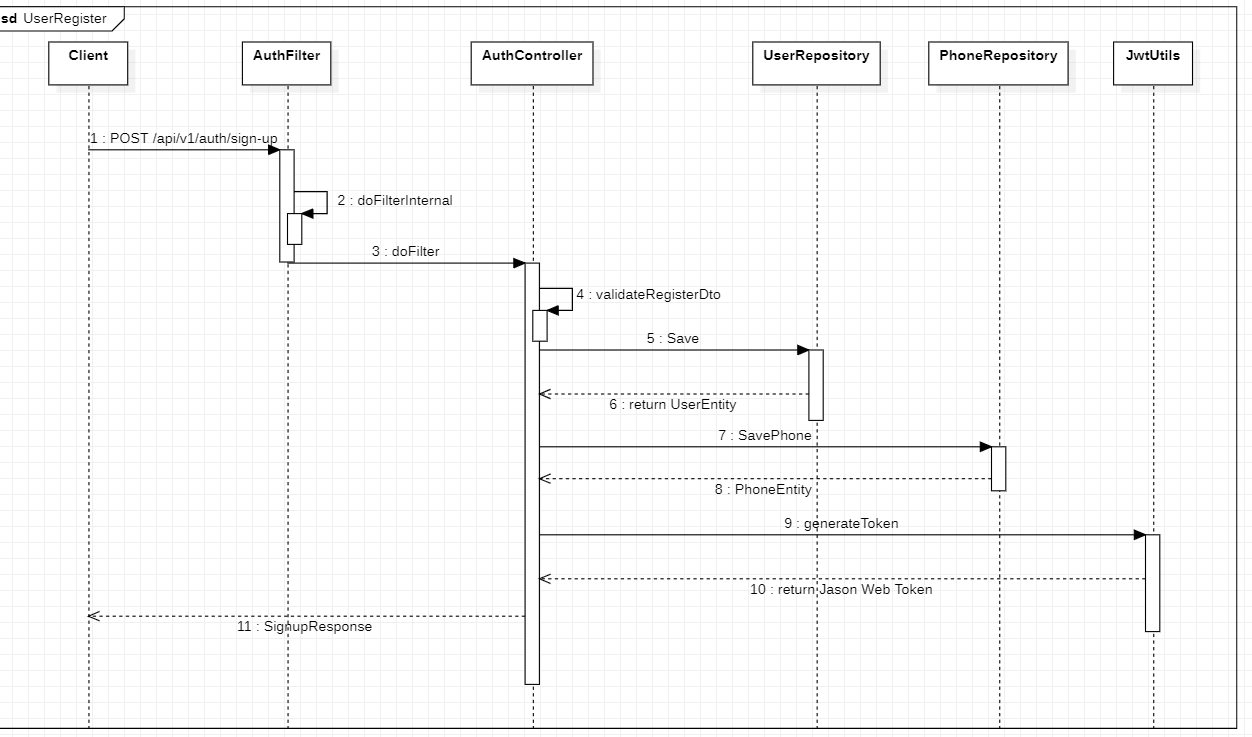 sd UserRegister
Client
AuthFilter
AuthController
UserRepository
PhoneRepository
JwtUtils
1 : POST /api/v1/auth/sign-up
2 : doFilterInternal
3 : doFilter
4 : validateRegisterDto
5 : Save
6 : return UserEntity
7 : SavePhone
8 : PhoneEntity
9 : generateToken
10 : return Jason Web Token
11 : SignupResponse